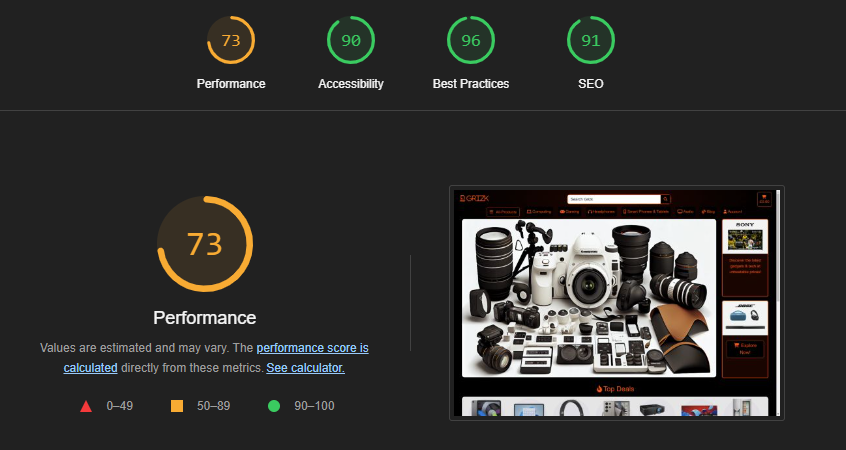 73
90
96
91
Performance
Accessibility
Best Practices
SEO
73
Performance
Values are estimated and may vary. The performance score is
calculated directly from these metrics. See calculator.
0–49
50–89
90–100
GRIZK
SONY
BOSE
Explore
Now!
Top Deals